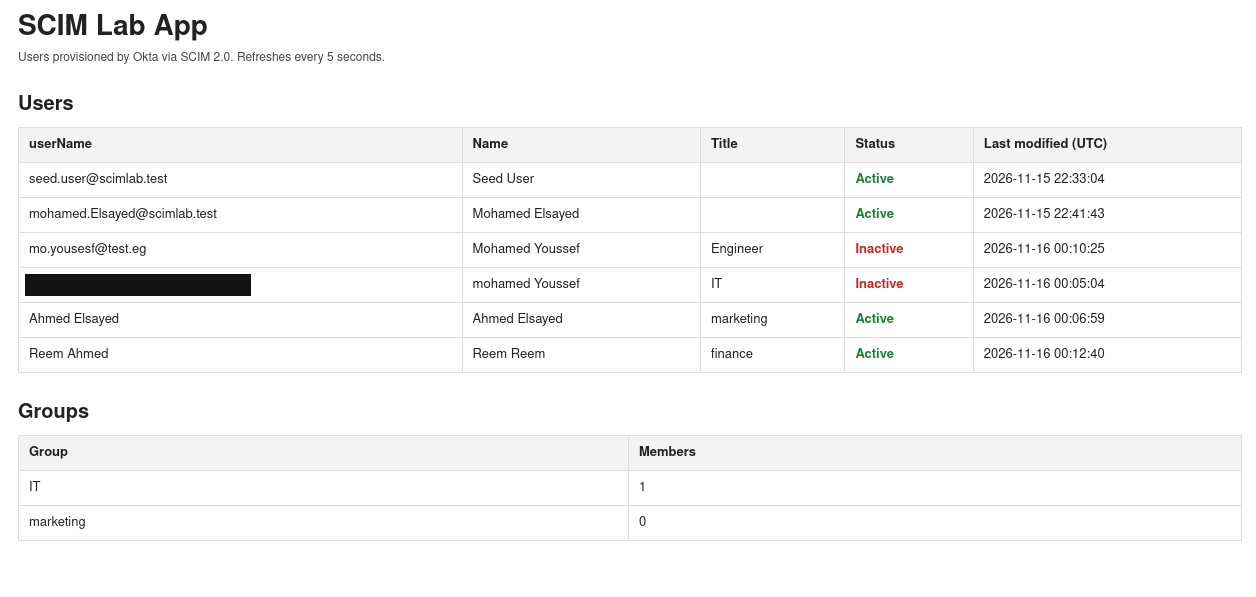 SCIM Lab App
Users provisioned by Okta via SCIM 2.0. Refreshes every 5 seconds.
Users
userName Name Title Status Last modified (UTC)
seed.user@scimlab.test Seed User Active 2026-11-15 22:33:04
mohamed.Elsayed@scimlab.test Mohamed Elsayed Active 2026-11-15 22:41:43
mo.yousesf@test.eg Mohamed Youssef Engineer Inactive 2026-11-16 00:10:25
mohamed Youssef IT Inactive 2026-11-16 00:05:04
Ahmed Elsayed Ahmed Elsayed marketing Active 2026-11-16 00:06:59
Reem Ahmed Reem Reem finance Active 2026-11-16 00:12:40
Groups
Group Members
IT 1
marketing 0